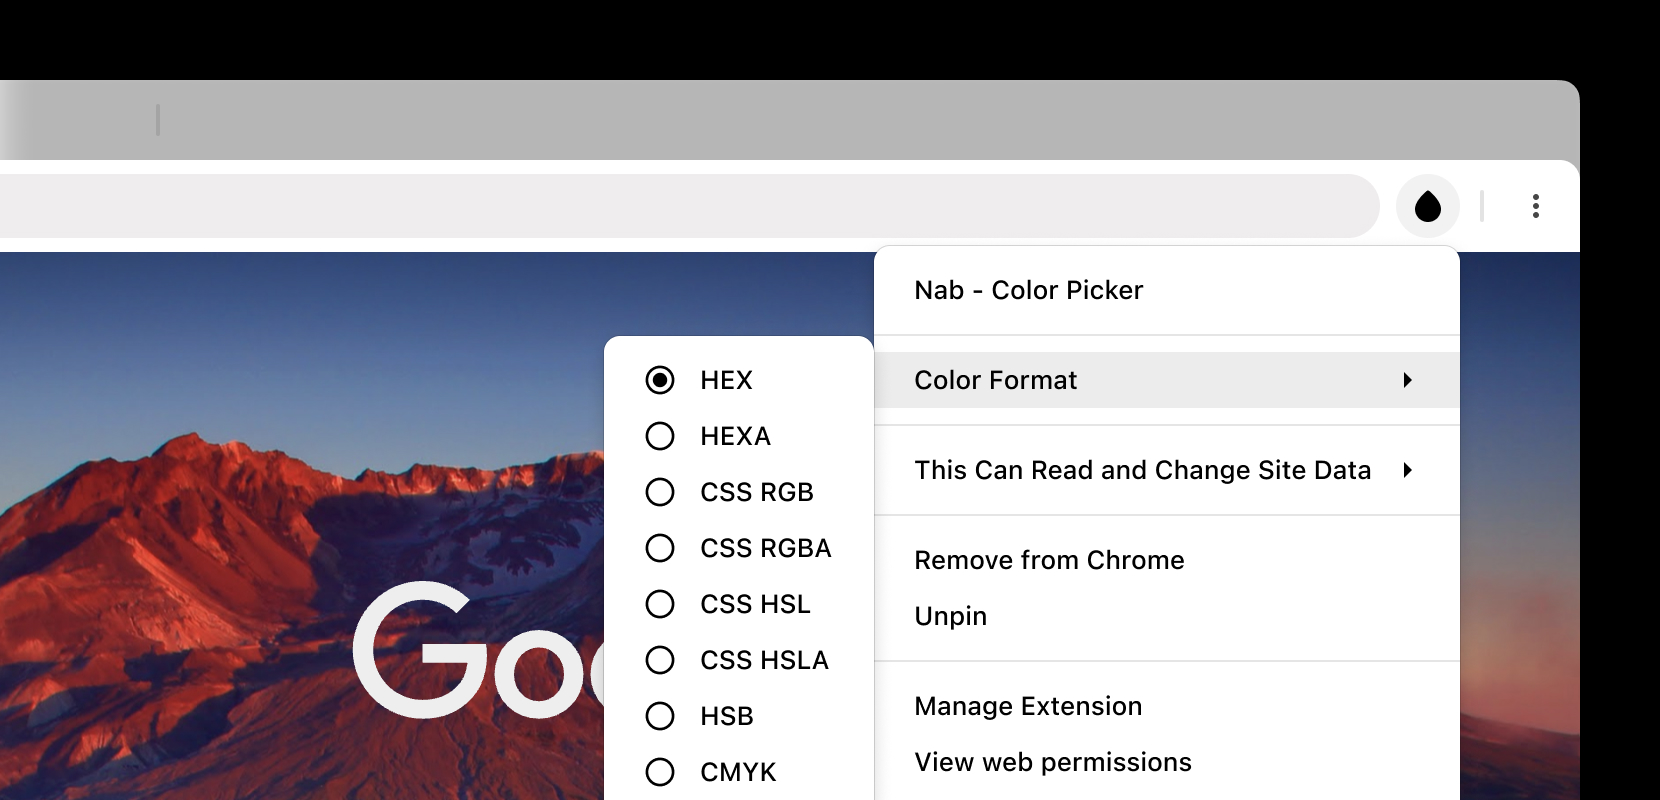 Nab - Color Picker
Color Format
This Can Read and Change Site Data
Remove from Chrome
Unpin
Manage Extension
View web permissions
HEX
HEXA
CSS RGB
CSS RGBA
CSS HSL
CSS HSLA
HSB
CMYK
Goo